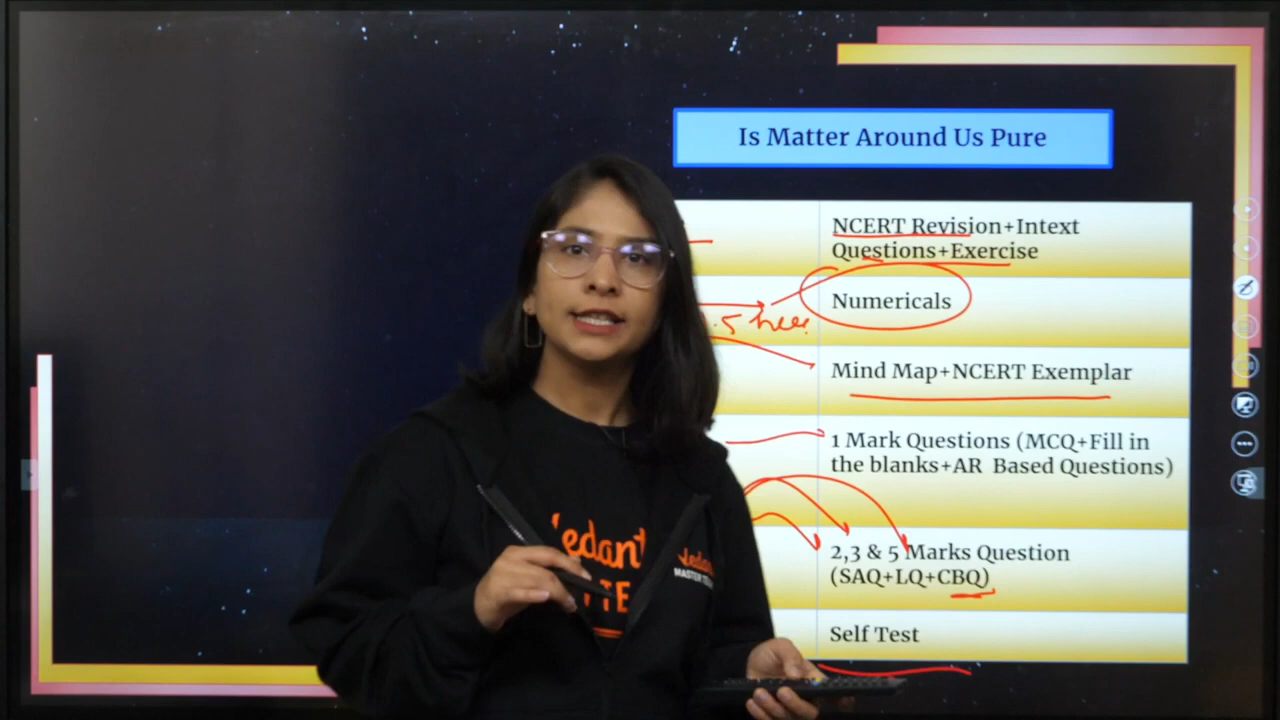 Is Matter Around Us Pure
NCERT Revision+Intext
Questions+Exercise
Numericals
Mind Map+NCERT Exemplar
1 Mark Questions (MCQ+Fill in
the blanks+AR Based Questions)
2,3 & 5 Marks Question
(SAQ+LQ+CBQ)
Self Test
edant